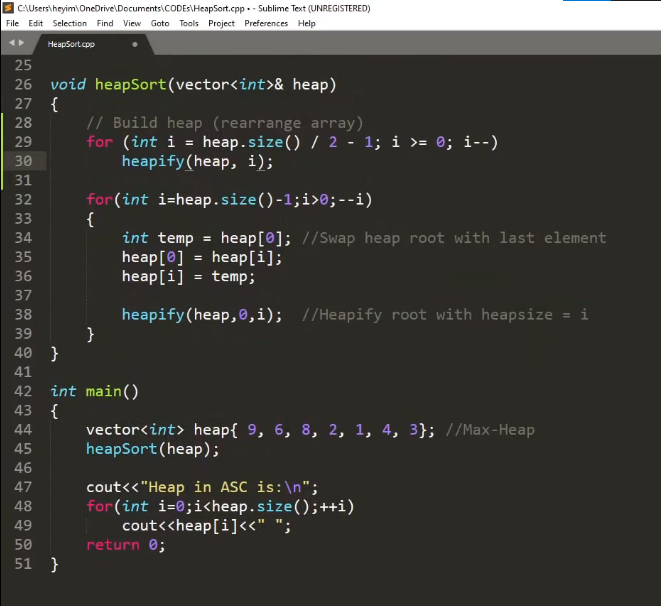 C:\Users\heyim\OneDrive\Documents\CODEs\HeapSort.cpp • - Sublime Text (UNREGISTERED)
File Edit Selection Find View Goto Tools Project Preferences Help
HeapSort.cpp
25
26 void heapSort(vector<int>& heap)
27 {
28 // Build heap (rearrange array)
29 for (int i = heap.size() / 2 - 1; i >= 0; i--)
30 heapify(heap, i);
31
32 for(int i=heap.size()-1;i>0;--i)
33 {
34 int temp = heap[0]; //Swap heap root with last element
35 heap[0] = heap[i];
36 heap[i] = temp;
37
38 heapify(heap,0,i); //Heapify root with heapsize = i
39 }
40 }
41
42 int main()
43 {
44 vector<int> heap{ 9, 6, 8, 2, 1, 4, 3}; //Max-Heap
45 heapSort(heap);
46
47 cout<<"Heap in ASC is:\n";
48 for(int i=0;i<heap.size();++i)
49 cout<<heap[i]<<" ";
50 return 0;
51 }